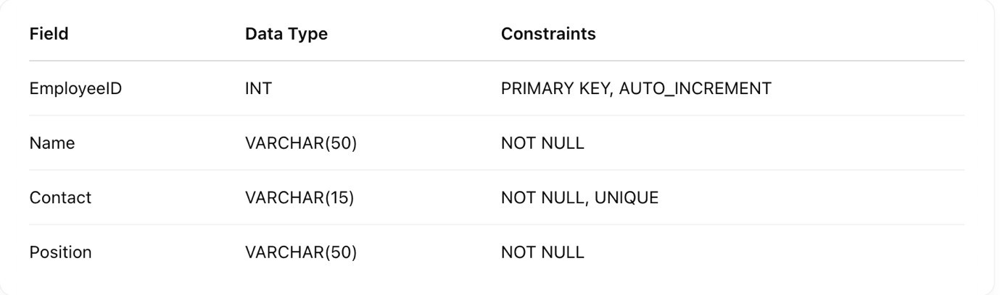 Field Data Type Constraints
EmployeeID INT PRIMARY KEY, AUTO_INCREMENT
Name VARCHAR(50) NOT NULL
Contact VARCHAR(15) NOT NULL, UNIQUE
Position VARCHAR(50) NOT NULL